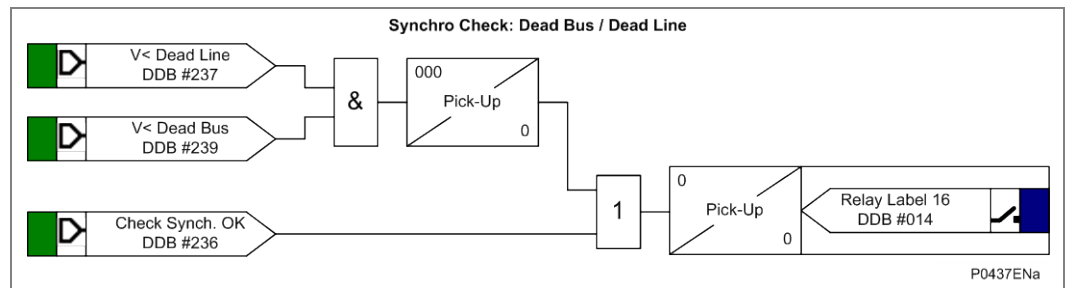 Synchro Check: Dead Bus / Dead Line
V< Dead Line
DDB #237
V< Dead Bus
DDB #239
&
000
Pick-Up
0
Check Synch. OK
DDB #236
1
0
Pick-Up
0
Relay Label 16
DDB #014
P0437ENa